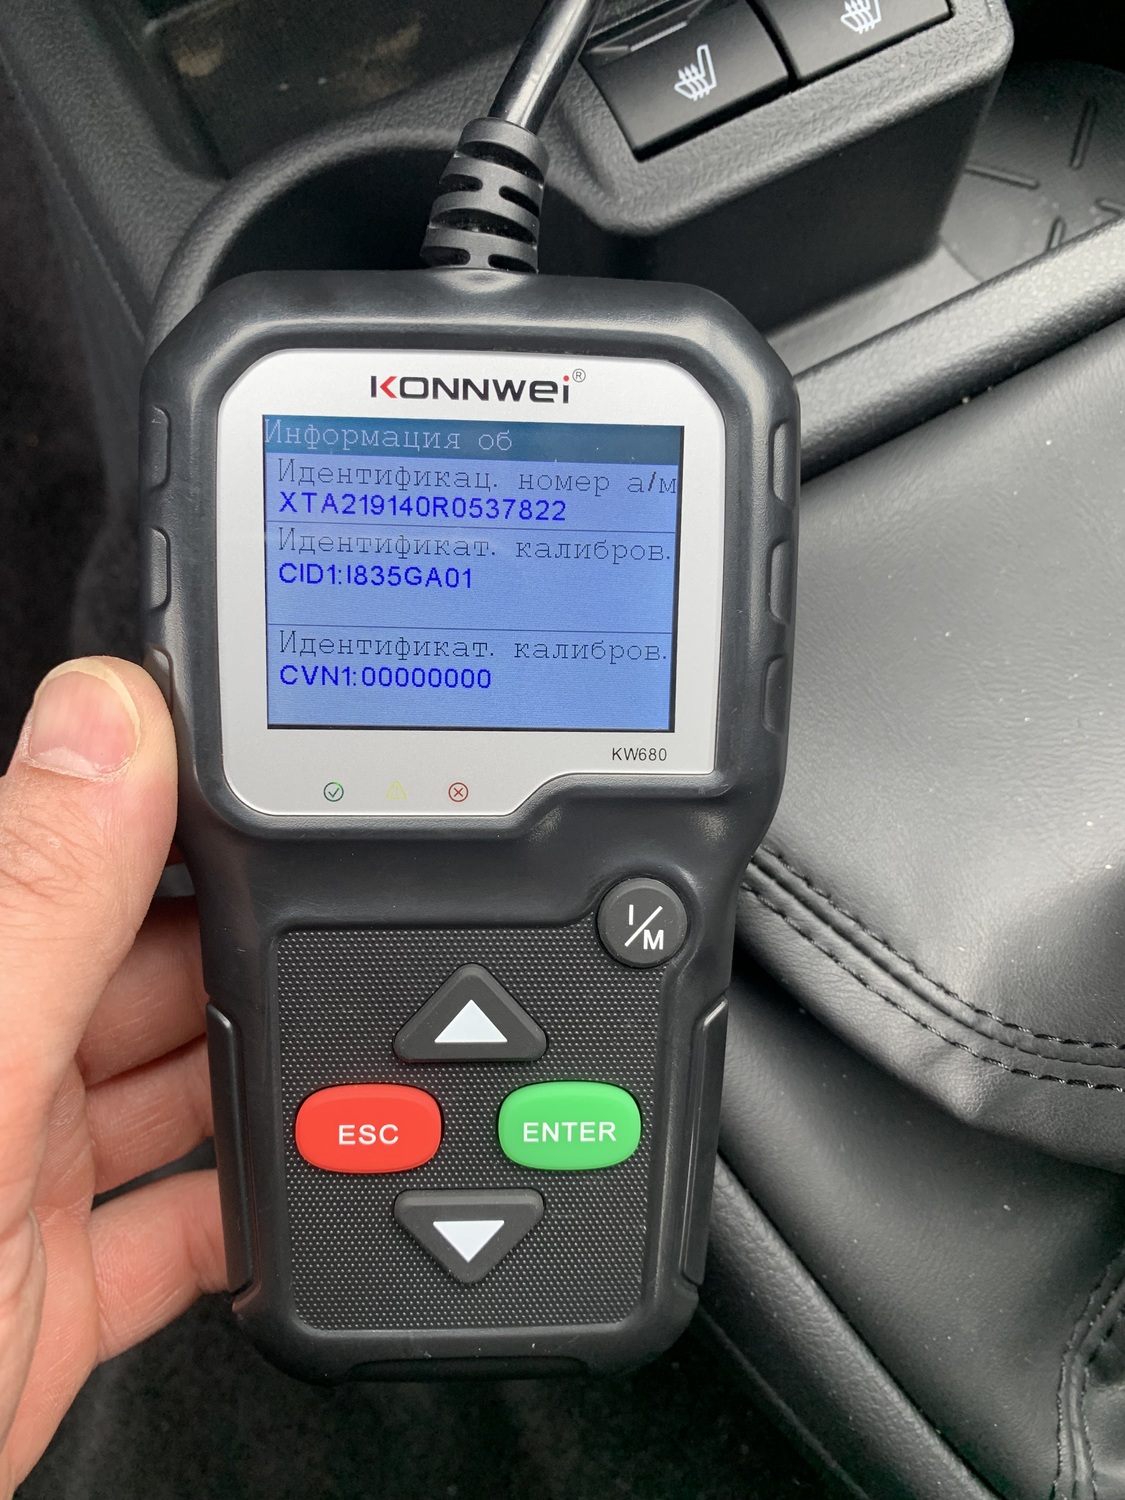 KONNWEI®
Информация об
Идентификац. номер а/м
XTA219140R0537822
Идентификат. калибров.
CID1:I835GA01
Идентификат. калибров.
CVN1:00000000
KW680
I/M
ESC
ENTER